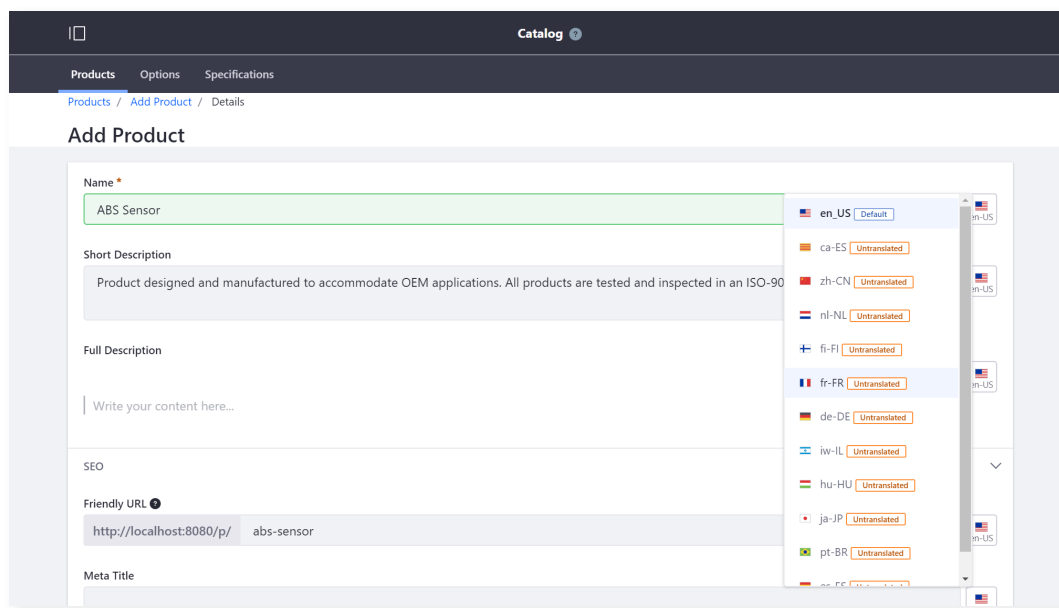 Catalog ?
Products Options Specifications
Products / Add Product / Details
Add Product
Name *
ABS Sensor
en-US
Short Description
Product designed and manufactured to accommodate OEM applications. All products are tested and inspected in an ISO-90
en-US
Full Description
Write your content here...
en-US
SEO
Friendly URL ?
http://localhost:8080/p/ abs-sensor
en-US
Meta Title
en_US Default
ca-ES Untranslated
zh-CN Untranslated
nl-NL Untranslated
fi-FI Untranslated
fr-FR Untranslated
de-DE Untranslated
iw-IL Untranslated
hu-HU Untranslated
ja-JP Untranslated
pt-BR Untranslated